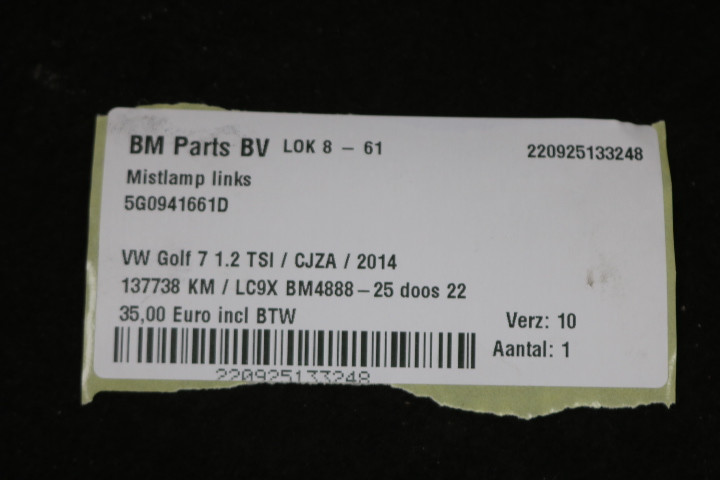 BM Parts BV LOK 8 - 61 220925133248
Mistlamp links
5G0941661D
VW Golf 7 1.2 TSI / CJZA / 2014
137738 KM / LC9X BM4888-25 doos 22
35,00 Euro incl BTW
Verz: 10
Aantal: 1
220925133248